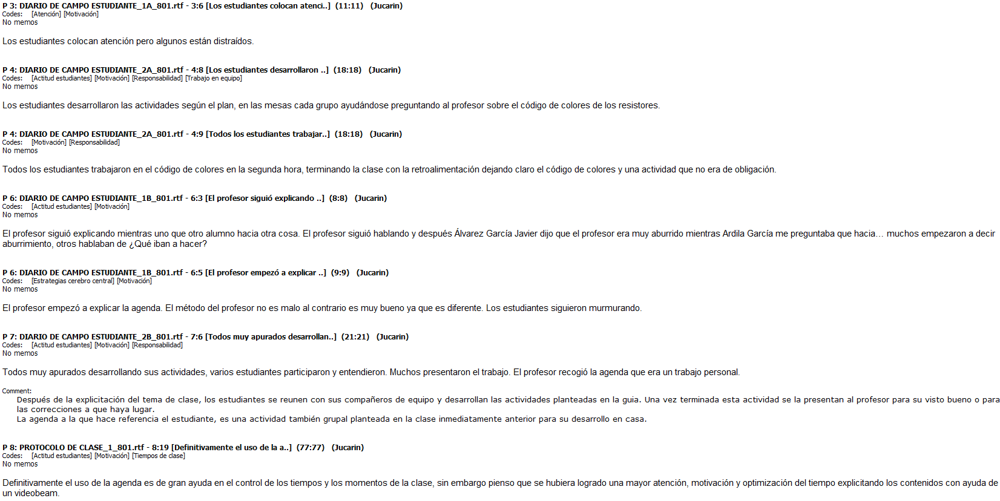 P 3: DIARIO DE CAMPO ESTUDIANTE_1A_801.rtf - 3:6 [Los estudiantes colocan atenci..] (11:11) (Jucarin)
Codes: [Atención] [Motivación]
No memos
Los estudiantes colocan atención pero algunos están distraídos.
P 4: DIARIO DE CAMPO ESTUDIANTE_2A_801.rtf - 4:8 [Los estudiantes desarrollaron ..] (18:18) (Jucarin)
Codes: [Actitud estudiantes] [Motivación] [Responsabilidad] [Trabajo en equipo]
No memos
Los estudiantes desarrollaron las actividades según el plan, en las mesas cada grupo ayudándose preguntando al profesor sobre el código de colores de los resistores.
P 4: DIARIO DE CAMPO ESTUDIANTE_2A_801.rtf - 4:9 [Todos los estudiantes trabajar..] (18:18) (Jucarin)
Codes: [Motivación] [Responsabilidad]
No memos
Todos los estudiantes trabajaron en el código de colores en la segunda hora, terminando la clase con la retroalimentación dejando claro el código de colores y una actividad que no era de obligación.
P 6: DIARIO DE CAMPO ESTUDIANTE_1B_801.rtf - 6:3 [El profesor siguió explicando ..] (8:8) (Jucarin)
Codes: [Actitud estudiantes] [Motivación]
No memos
El profesor siguió explicando mientras uno que otro alumno hacia otra cosa. El profesor siguió hablando y después Álvarez García Javier dijo que el profesor era muy aburrido mientras Ardila García me preguntaba que hacia… muchos empezaron a decir
aburrimiento, otros hablaban de ¿Qué iban a hacer?
P 6: DIARIO DE CAMPO ESTUDIANTE_1B_801.rtf - 6:5 [El profesor empezó a explicar ..] (9:9) (Jucarin)
Codes: [Estrategias cerebro central] [Motivación]
No memos
El profesor empezó a explicar la agenda. El método del profesor no es malo al contrario es muy bueno ya que es diferente. Los estudiantes siguieron murmurando.
P 7: DIARIO DE CAMPO ESTUDIANTE_2B_801.rtf - 7:6 [Todos muy apurados desarrollan..] (21:21) (Jucarin)
Codes: [Actitud estudiantes] [Motivación] [Responsabilidad]
No memos
Todos muy apurados desarrollando sus actividades, varios estudiantes participaron y entendieron. Muchos presentaron el trabajo. El profesor recogió la agenda que era un trabajo personal.
Comment:
Después de la explicitación del tema de clase, los estudiantes se reunen con sus compañeros de equipo y desarrollan las actividades planteadas en la guia. Una vez terminada esta actividad se la presentan al profesor para su visto bueno o para
las correcciones a que haya lugar.
La agenda a la que hace referencia el estudiante, es una actividad también grupal planteada en la clase inmediatamente anterior para su desarrollo en casa.
P 8: PROTOCOLO DE CLASE_1_801.rtf - 8:19 [Definitivamente el uso de la a..] (77:77) (Jucarin)
Codes: [Actitud estudiantes] [Motivación] [Tiempos de clase]
No memos
Definitivamente el uso de la agenda es de gran ayuda en el control de los tiempos y los momentos de la clase, sin embargo pienso que se hubiera logrado una mayor atención, motivación y optimización del tiempo explicitando los contenidos con ayuda de
un videobeam.